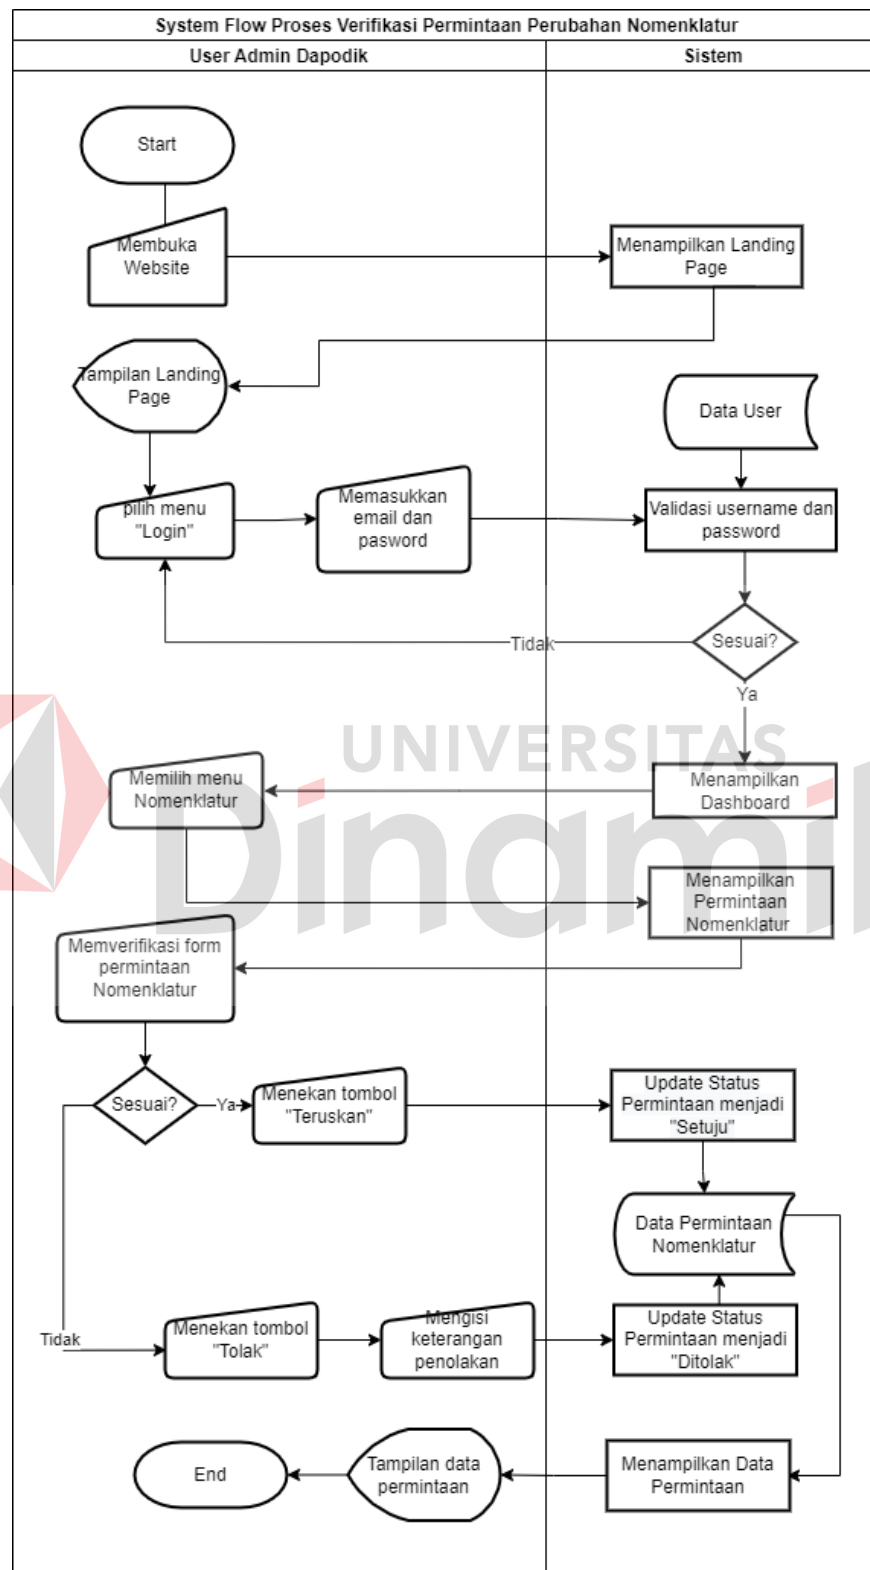 System Flow Proses Verifikasi Permintaan Perubahan Nomenklatur
User Admin Dapodik
Sistem
Start
Membuka
Website
Menampilkan Landing
Page
Tampilan Landing
Page
Data User
pilih menu
"Login"
Memasukkan
email dan
pasword
Validasi username dan
password
Sesuai?
Tidak
Ya
UNIVERSITAS
Dinamik
Menampilkan
Dashboard
Memilih menu
Nomenklatur
Menampilkan
Permintaan
Nomenklatur
Memverifikasi form
permintaan
Nomenklatur
Sesuai?
Ya
Menekan tombol
"Teruskan"
Update Status
Permintaan menjadi
"Setuju"
Data Permintaan
Nomenklatur
Tidak
Menekan tombol
"Tolak"
Mengisi
keterangan
penolakan
Update Status
Permintaan menjadi
"Ditolak"
Menampilkan Data
Permintaan
Tampilan data
permintaan
End